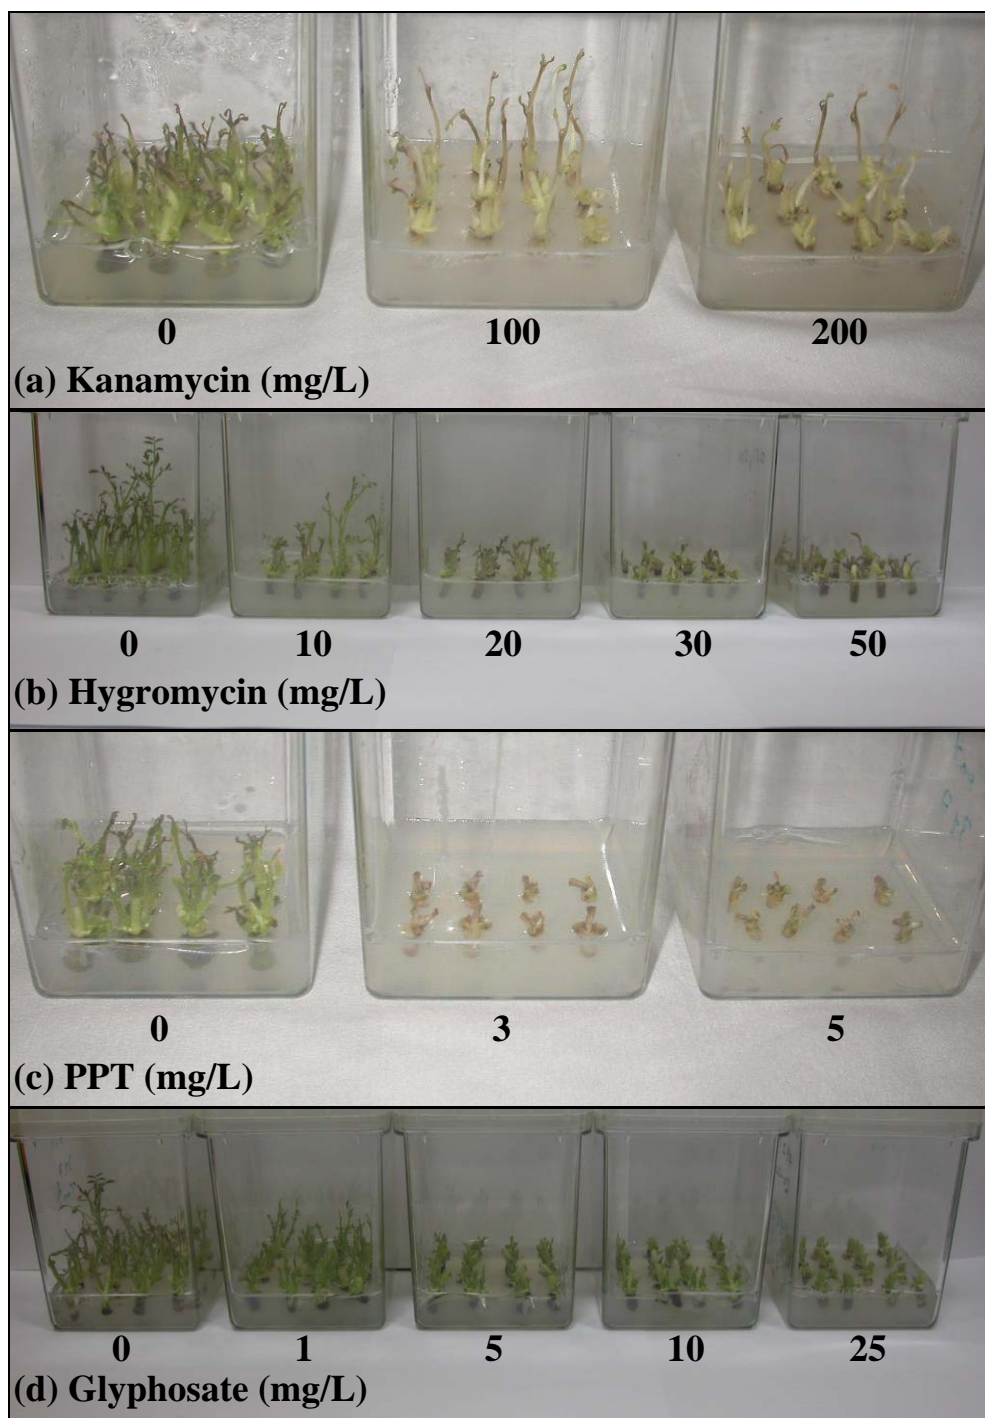 0 100 200
(a) Kanamycin (mg/L)
0 10 20 30 50
(b) Hygromycin (mg/L)
0 3 5
(c) PPT (mg/L)
0 1 5 10 25
(d) Glyphosate (mg/L)